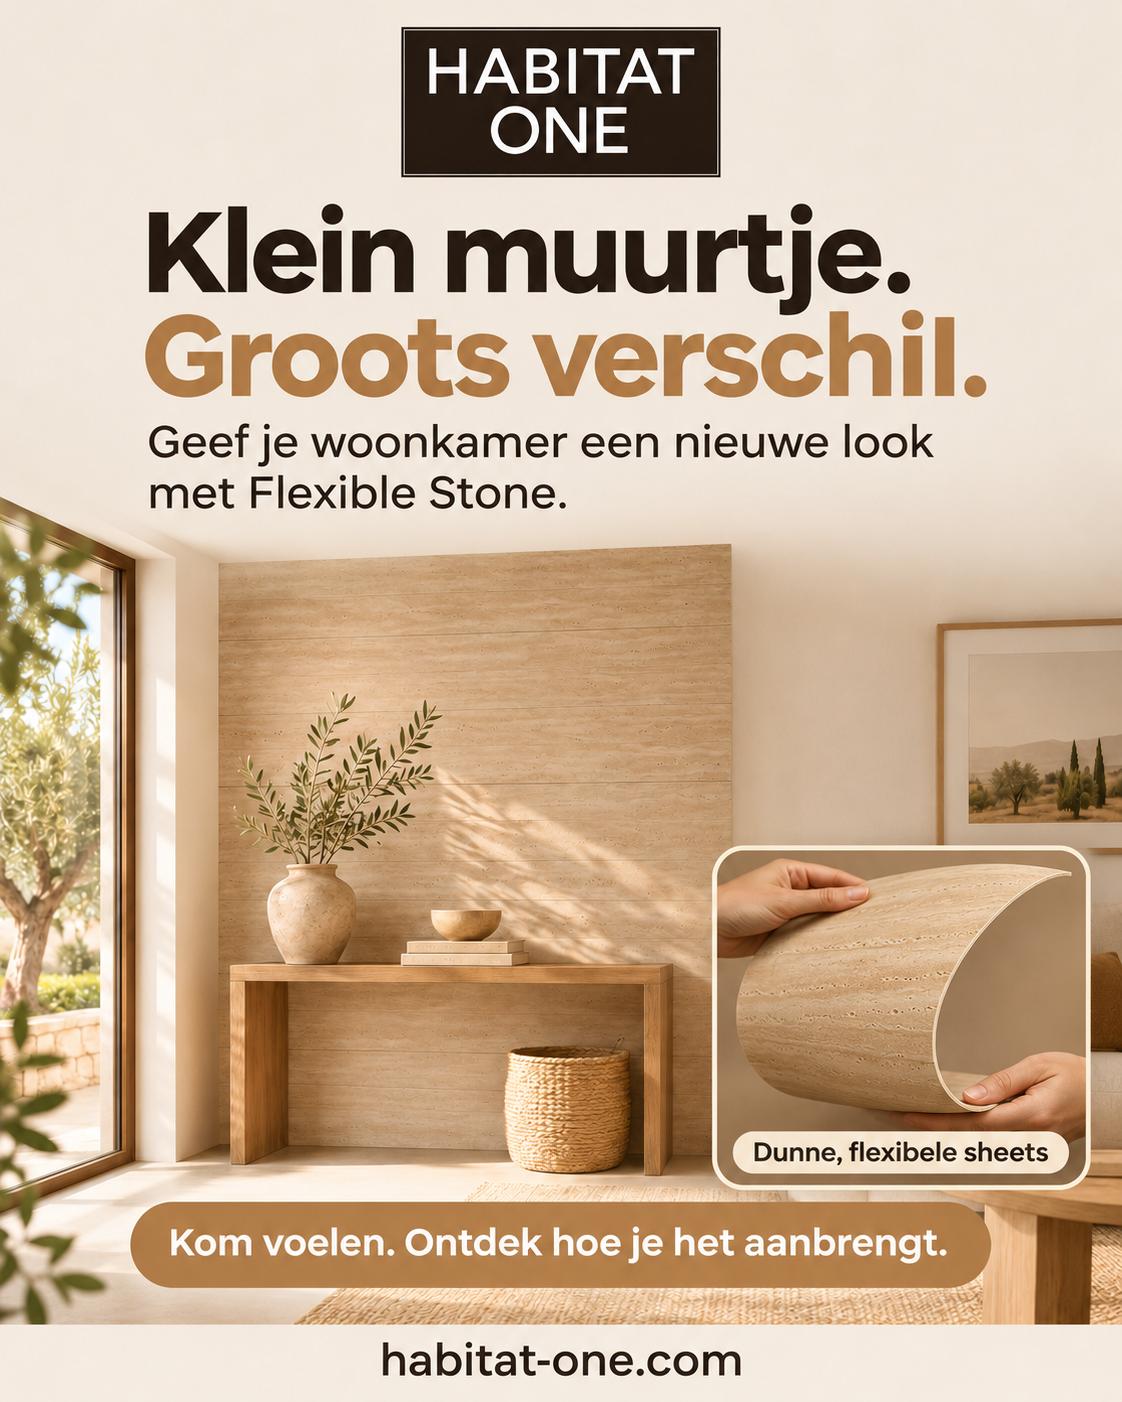 HABITAT
ONE
Klein muurtje.
Groots verschil.
Geef je woonkamer een nieuwe look
met Flexible Stone.
Dunne, flexibele sheets
Kom voelen. Ontdek hoe je het aanbrengt.
habitat-one.com